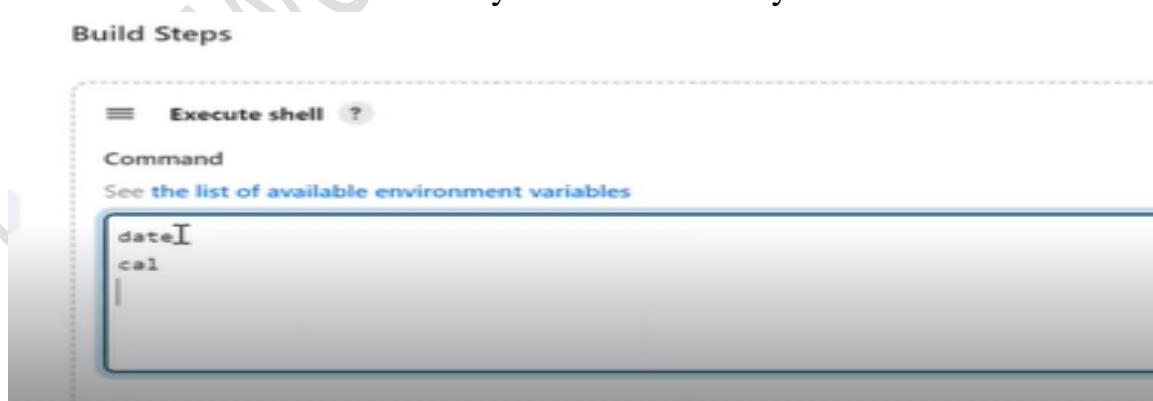 Build Steps
Execute shell ?
Command
See the list of available environment variables
date
cal